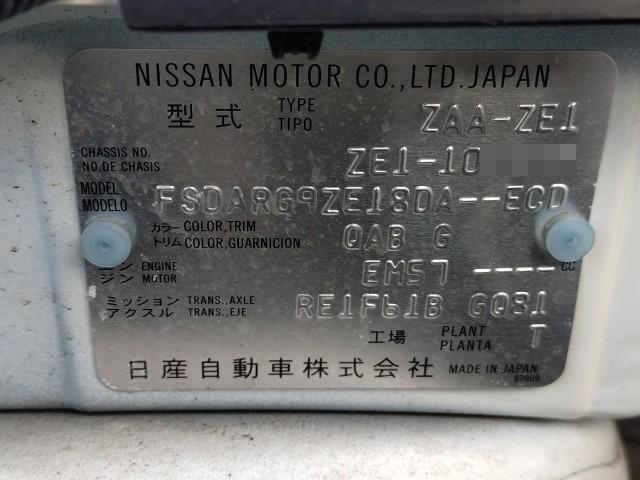 NISSAN MOTOR CO.,LTD.JAPAN
型式 TYPE TIPO ZAA-ZE1
CHASSIS NO. NO.DE CHASIS ZE1-10
MODEL MODELO FSDARG9ZE18DA--ECD
カラー COLOR,TRIM トリム COLOR,GUARNICION QAB G
エンジン ENGINE MOTOR EM57 ---- CC
ミッション TRANS.,AXLE アクスル TRANS.,EJE RE1F61B GQ81
工場 PLANT PLANTA T
日産自動車株式会社 MADE IN JAPAN
89909